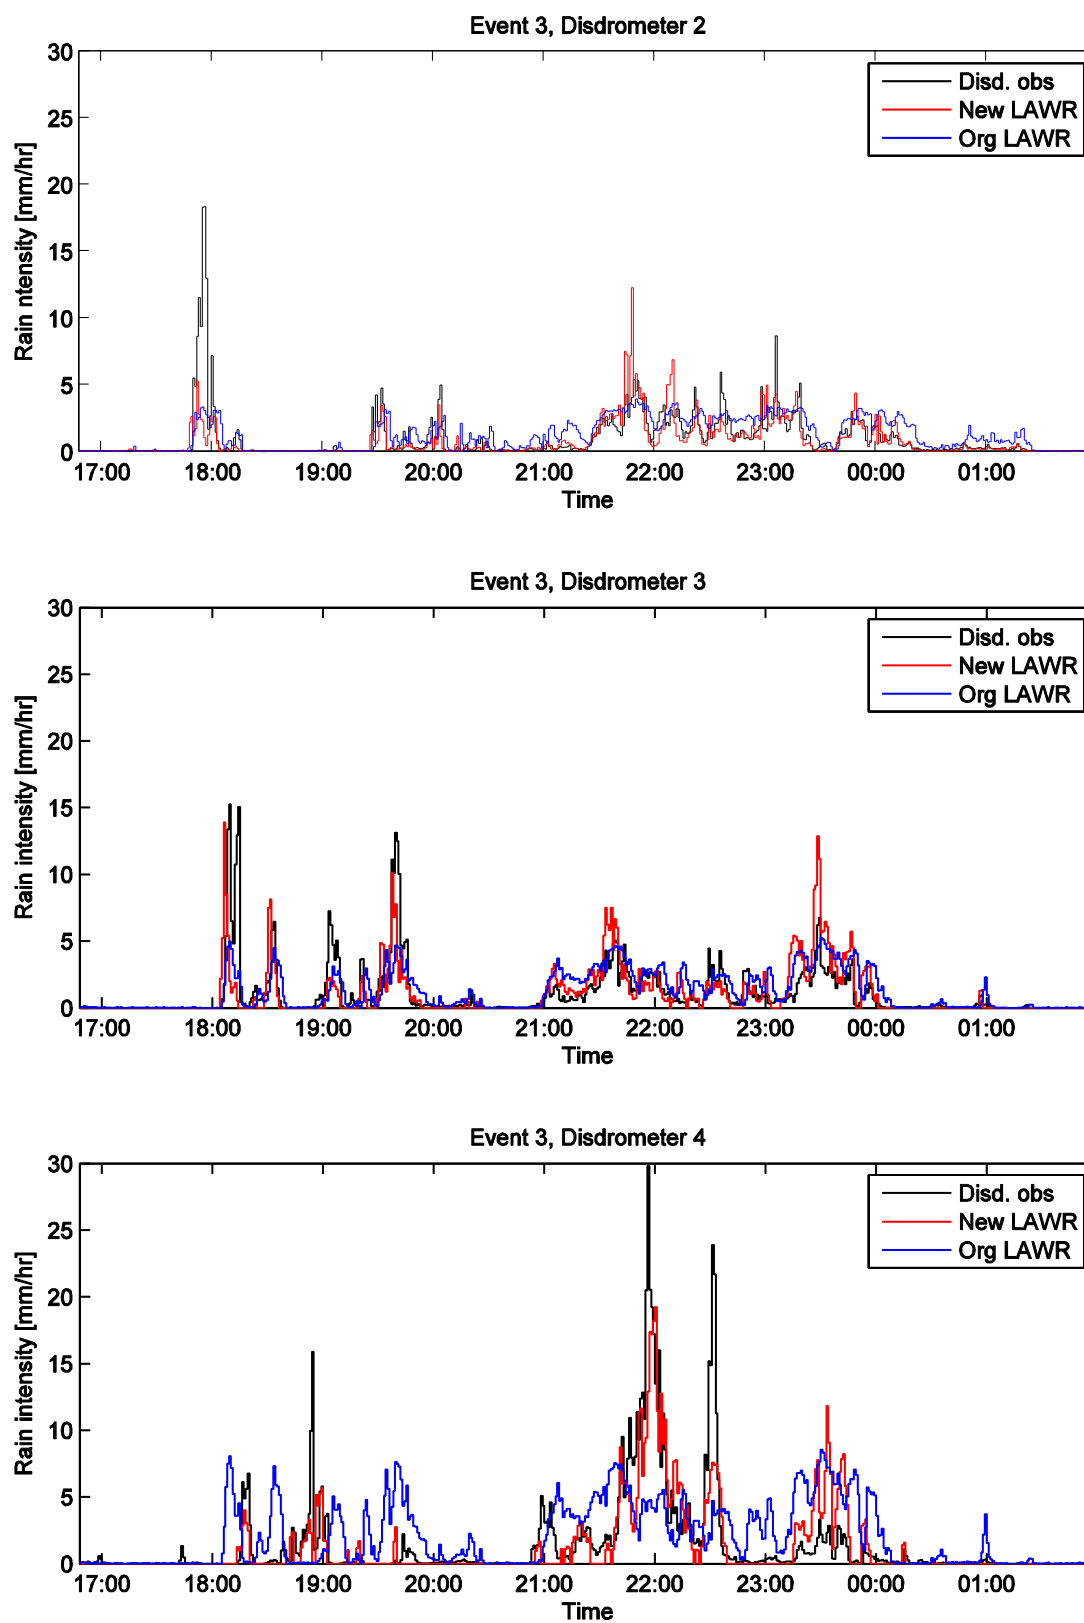 Event 3, Disdrometer 2
30
25
20
15
10
5
0
Rain ntensity [mm/hr]
Disd. obs
New LAWR
Org LAWR
17:00 18:00 19:00 20:00 21:00 22:00 23:00 00:00 01:00
Time
Event 3, Disdrometer 3
30
25
20
15
10
5
0
Rain intensity [mm/hr]
Disd. obs
New LAWR
Org LAWR
17:00 18:00 19:00 20:00 21:00 22:00 23:00 00:00 01:00
Time
Event 3, Disdrometer 4
30
25
20
15
10
5
0
Rain intensity [mm/hr]
Disd. obs
New LAWR
Org LAWR
17:00 18:00 19:00 20:00 21:00 22:00 23:00 00:00 01:00
Time